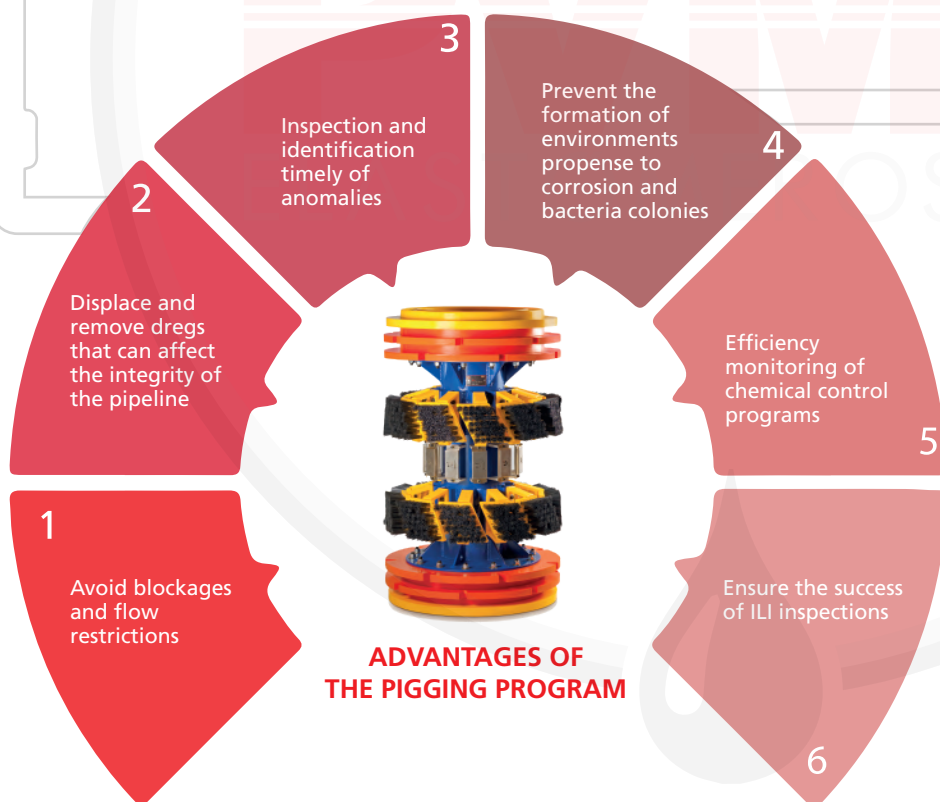 1
Avoid blockages
and flow
restrictions
2
Displace and
remove dregs
that can affect
the integrity of
the pipeline
3
Inspection and
identification
timely of
anomalies
4
Prevent the
formation of
environments
propense to
corrosion and
bacteria colonies
5
Efficiency
monitoring of
chemical control
programs
6
Ensure the success
of ILI inspections
ADVANTAGES OF
THE PIGGING PROGRAM